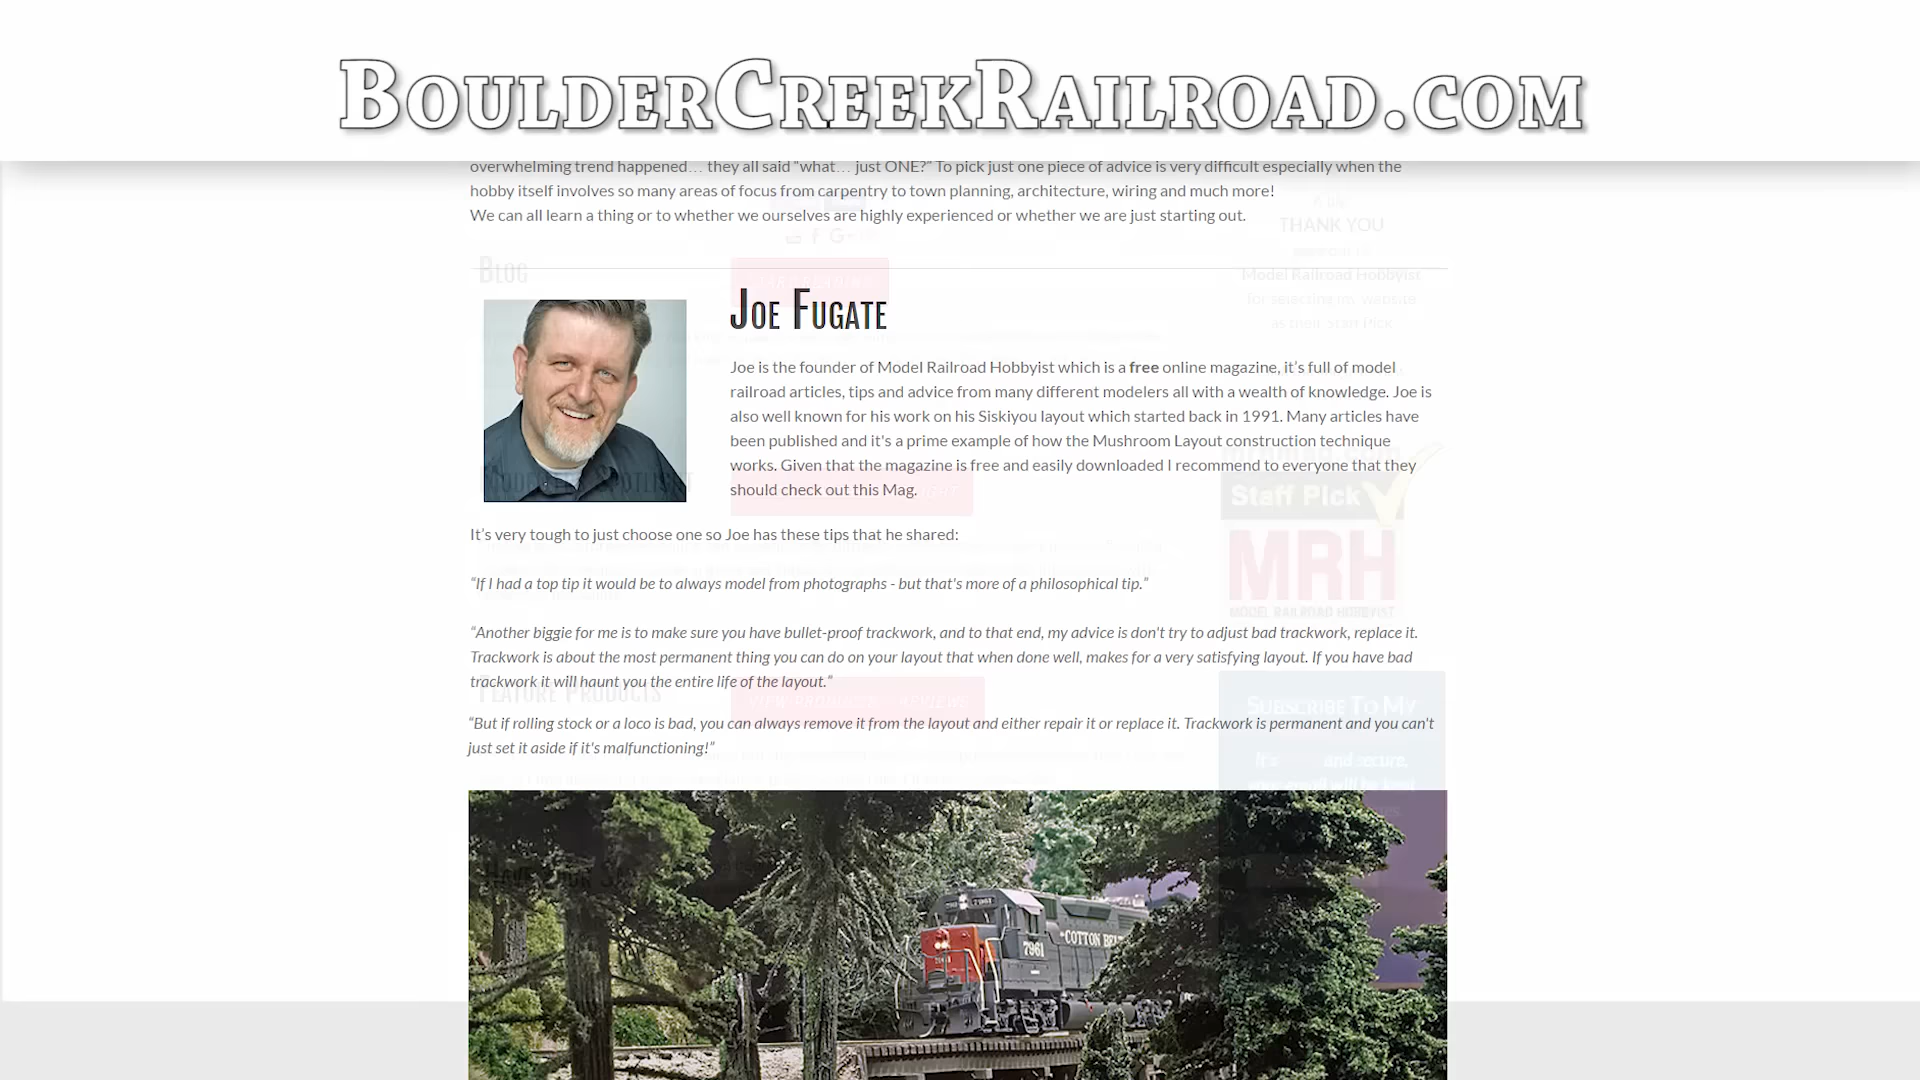 BoulderCreekRailroad.com
overwhelming trend happened… they all said “what… just ONE?” To pick just one piece of advice is very difficult especially when the
hobby itself involves so many areas of focus from carpentry to town planning, architecture, wiring and much more!
We can all learn a thing or to whether we ourselves are highly experienced or whether we are just starting out.
THANK YOU
Blog
Model Railroad Hobbyist
for selecting my website
as their Staff Pick
Joe Fugate
Joe is the founder of Model Railroad Hobbyist which is a free online magazine, it’s full of model
railroad articles, tips and advice from many different modelers all with a wealth of knowledge. Joe is
also well known for his work on his Siskiyou layout which started back in 1991. Many articles have
been published and it's a prime example of how the Mushroom Layout construction technique
works. Given that the magazine is free and easily downloaded I recommend to everyone that they
should check out this Mag.
Staff Pick
MRH
MODEL RAILROAD HOBBYIST
It’s very tough to just choose one so Joe has these tips that he shared:
“If I had a top tip it would be to always model from photographs - but that's more of a philosophical tip.”
“Another biggie for me is to make sure you have bullet-proof trackwork, and to that end, my advice is don't try to adjust bad trackwork, replace it.
Trackwork is about the most permanent thing you can do on your layout that when done well, makes for a very satisfying layout. If you have bad
trackwork it will haunt you the entire life of the layout.”
Feature Products
Subscribe To My
“But if rolling stock or a loco is bad, you can always remove it from the layout and either repair it or replace it. Trackwork is permanent and you can't
just set it aside if it's malfunctioning!”
It's
and secure,
7961
"COTTON